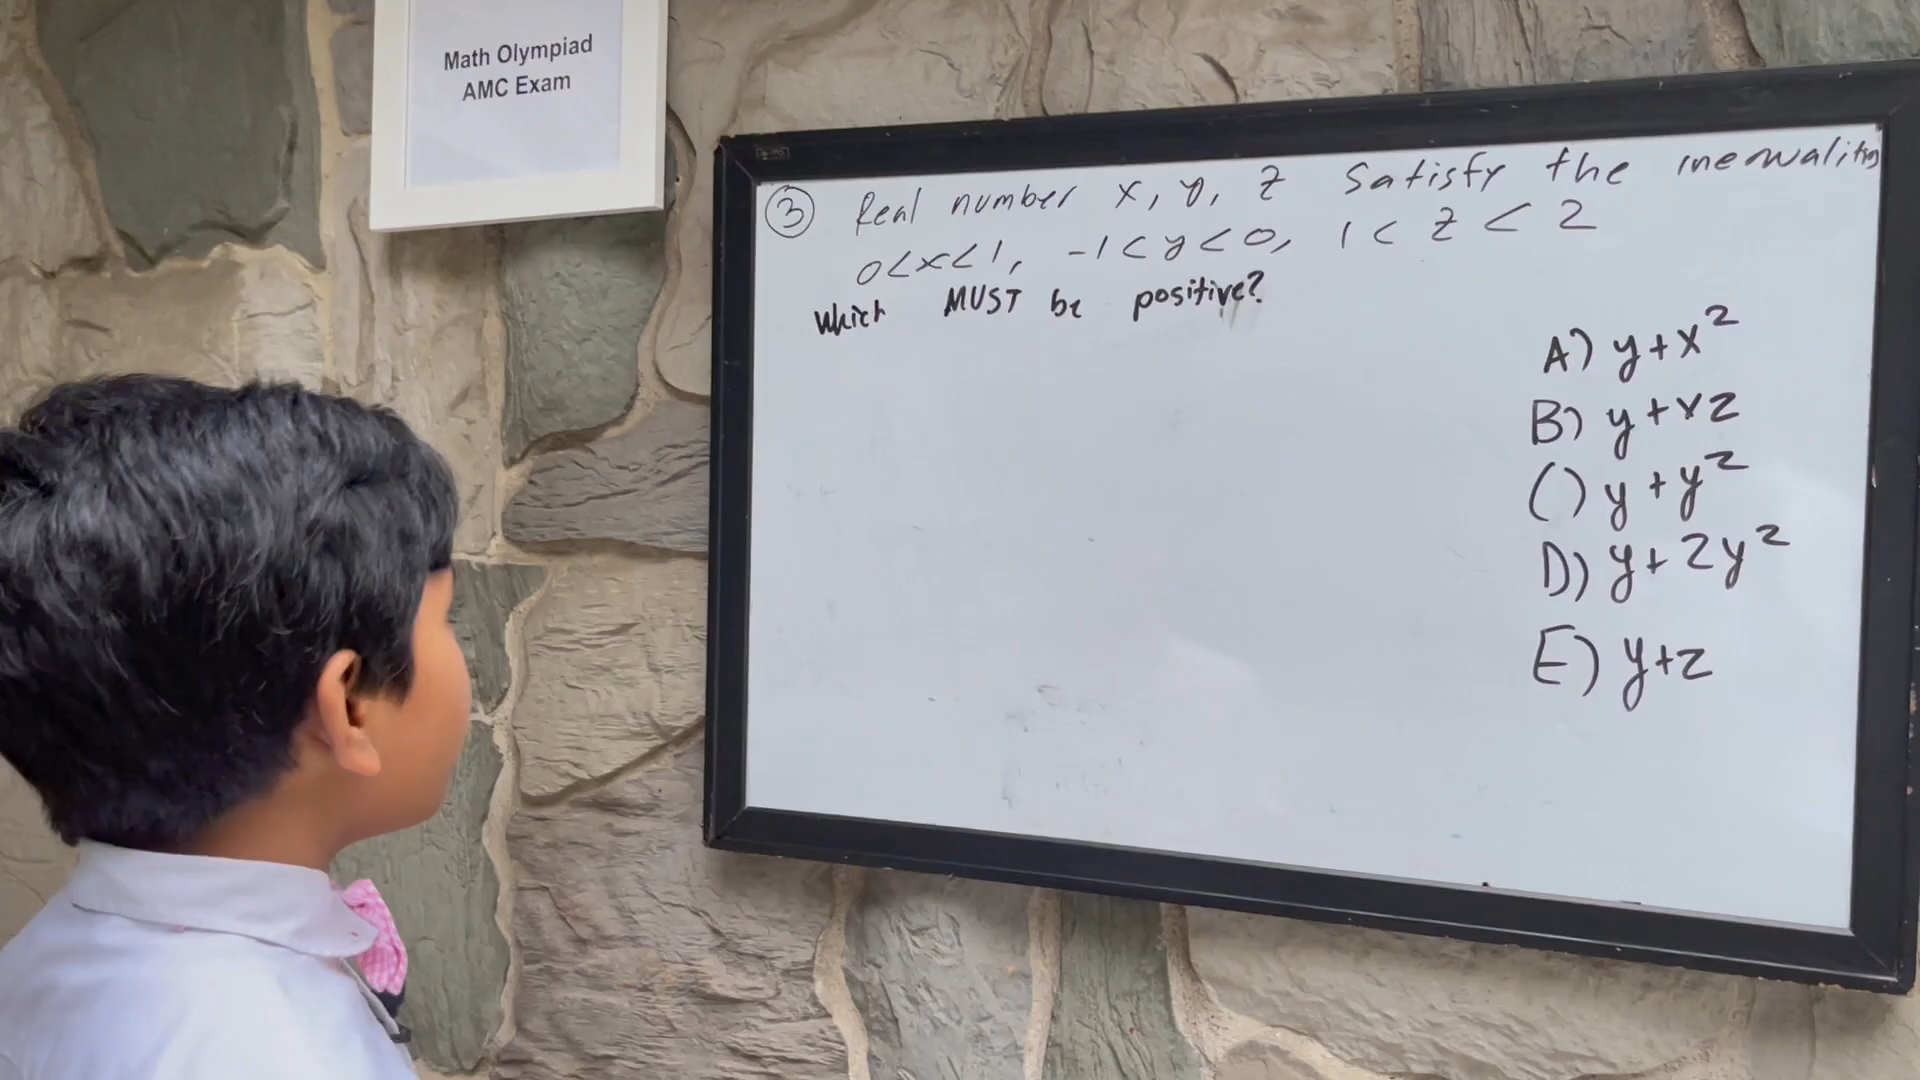 Math Olympiad
AMC Exam
③ Real number x, y, z Satisfy the inequality
0<x<1, -1<y<0, 1<z<2
Which MUST be positive?
A) y+x²
B) y+xz
C) y+y²
D) y+2y²
E) y+z